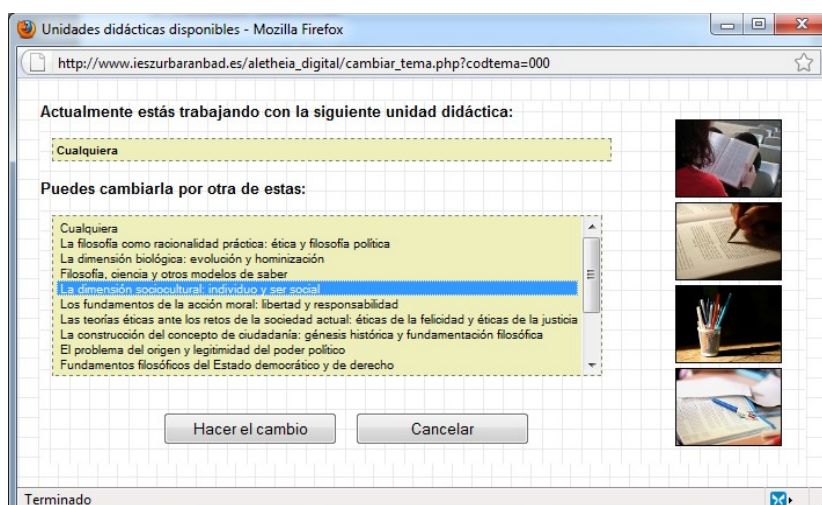 Unidades didácticas disponibles - Mozilla Firefox
http://www.ieszurbaranbad.es/aletheia_digital/cambiar_tema.php?codtema=000
Actualmente estás trabajando con la siguiente unidad didáctica:
Cualquiera
Puedes cambiarla por otra de estas:
Cualquiera
La filosofía como racionalidad práctica: ética y filosofía política
La dimensión biológica: evolución y hominización
Filosofía, ciencia y otros modelos de saber
La dimensión sociocultural: individuo y ser social
Los fundamentos de la acción moral: libertad y responsabilidad
Las teorías éticas ante los retos de la sociedad actual: éticas de la felicidad y éticas de la justicia
La construcción del concepto de ciudadanía: génesis histórica y fundamentación filosófica
El problema del origen y legitimidad del poder político
Fundamentos filosóficos del Estado democrático y de derecho
Hacer el cambio
Cancelar
Terminado